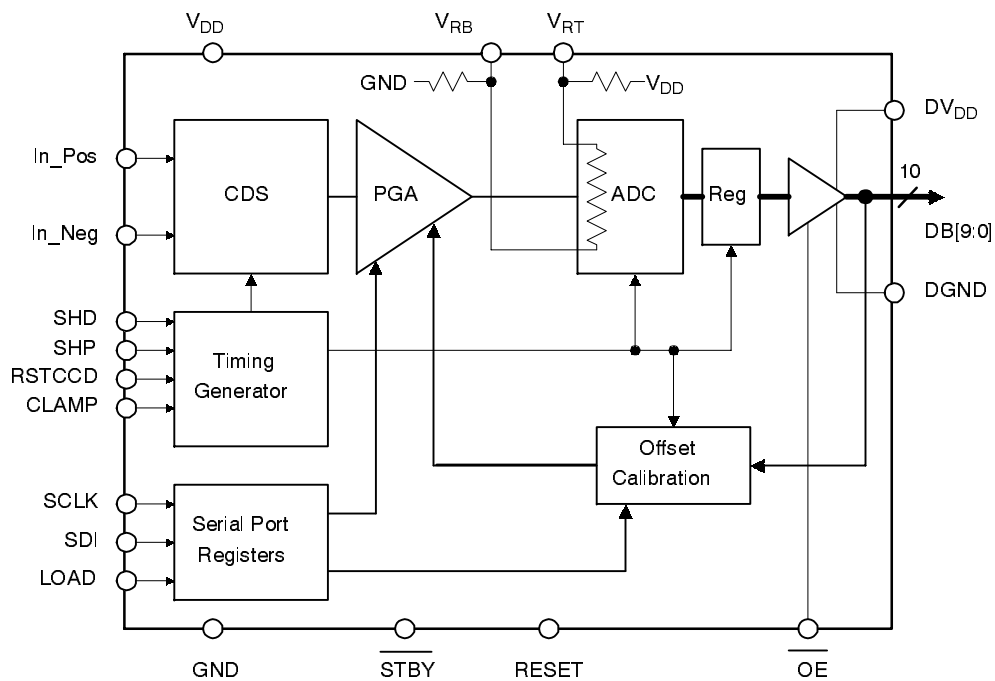 VDD
VRB
VRT
GND
VDD
DVDD
In_Pos
CDS
PGA
ADC
Reg
10
In_Neg
DB[9:0]
DGND
SHD
SHP
RSTCCD
CLAMP
Timing
Generator
Offset
Calibration
SCLK
SDI
LOAD
Serial Port
Registers
GND
STBY
RESET
OE